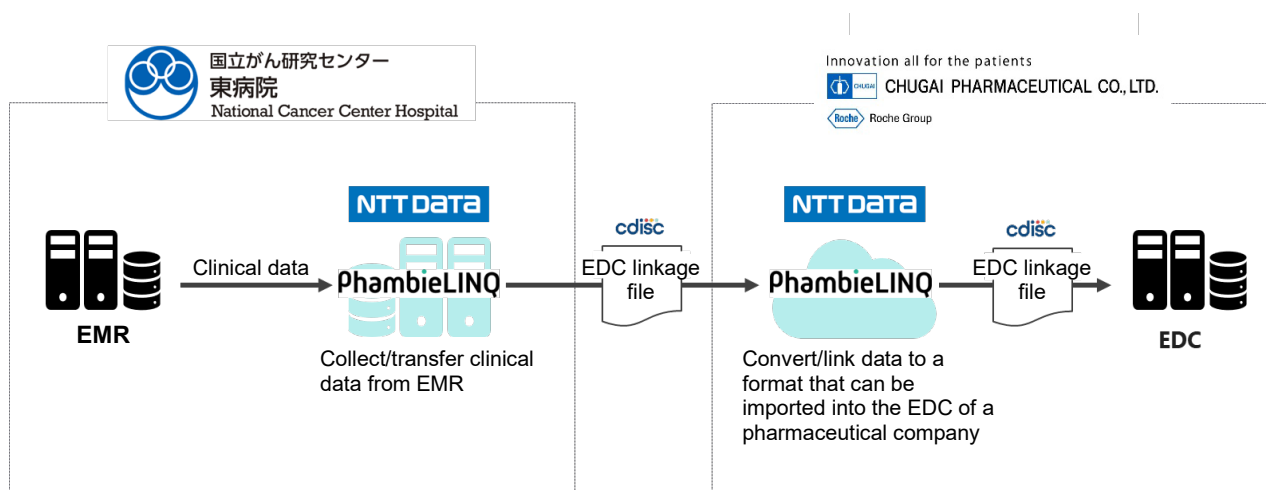 国立がん研究センター
東病院
National Cancer Center Hospital
Innovation all for the patients
CHUGAI
CHUGAI PHARMACEUTICAL CO., LTD.
Roche
Roche Group
NTT DATA
NTT DATA
cdisc
cdisc
Clinical data
PhambieLINQ
EDC linkage
file
PhambieLINQ
EDC linkage
file
EMR
EDC
Collect/transfer clinical
data from EMR
Convert/link data to a
format that can be
imported into the EDC of a
pharmaceutical company